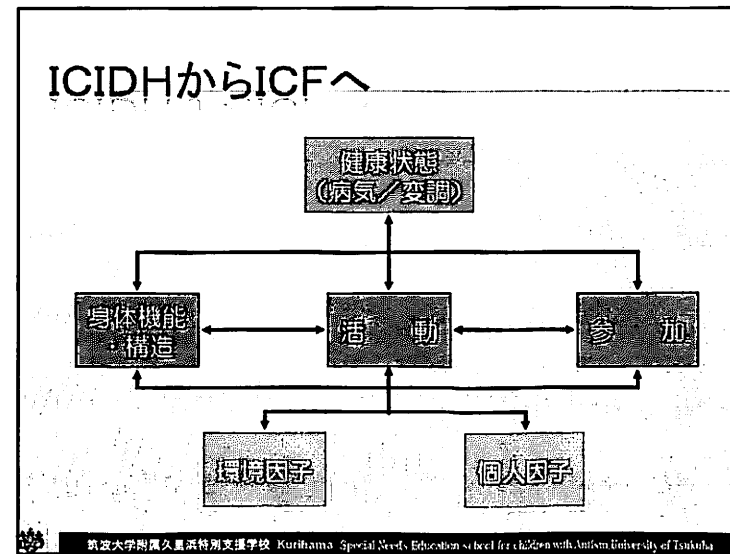 ICIDHからICFへ
健康状態
(病気／変調)
身体機能
・構造
活　動
参　加
環境因子
個人因子
筑波大学附属久里浜特別支援学校 Kurihama Special Needs Education school for children with Autism,University of Tsukuba